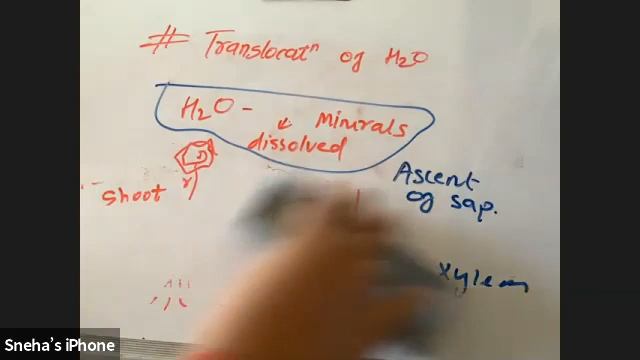 # Translocatn of H2O
H2O - Minerals
dissolved
Ascent
of sap.
shoot
xylem
Sneha's iPhone